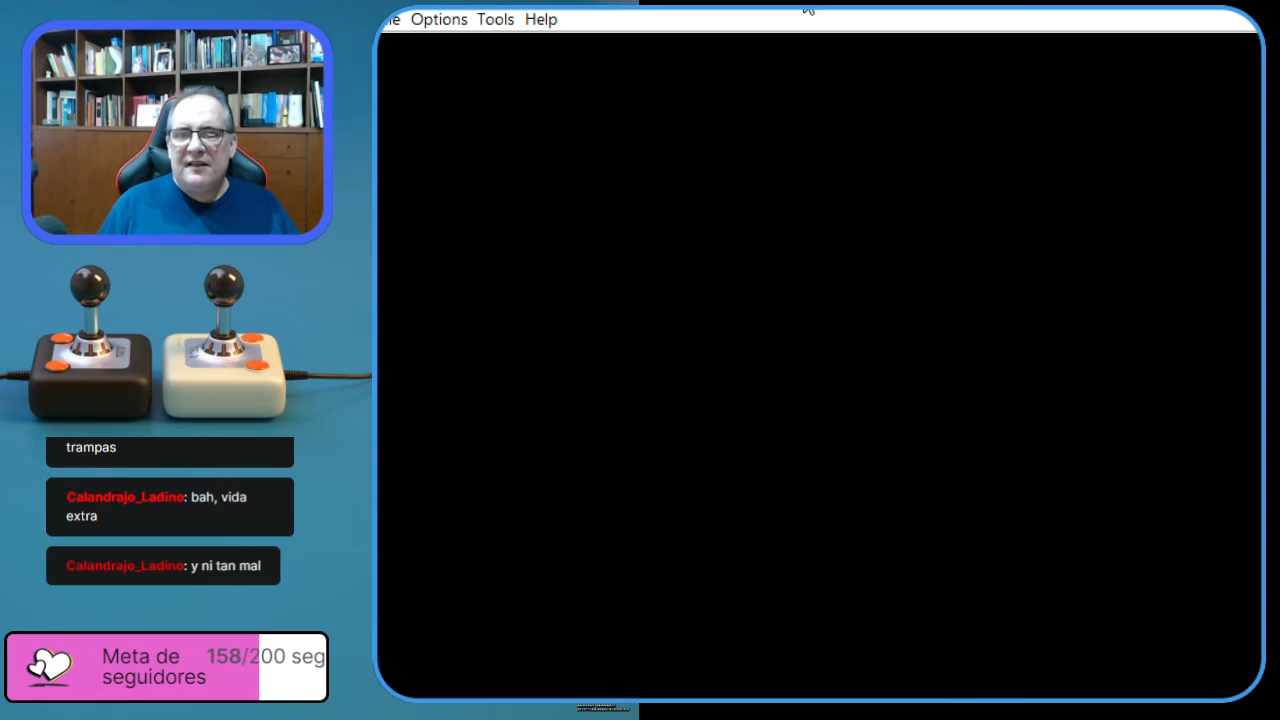 Options Tools Help
trampas
Calandrajo_Ladino: bah, vida
extra
Calandrajo_Ladino: y ni tan mal
Meta de
seguidores
158/200 seg